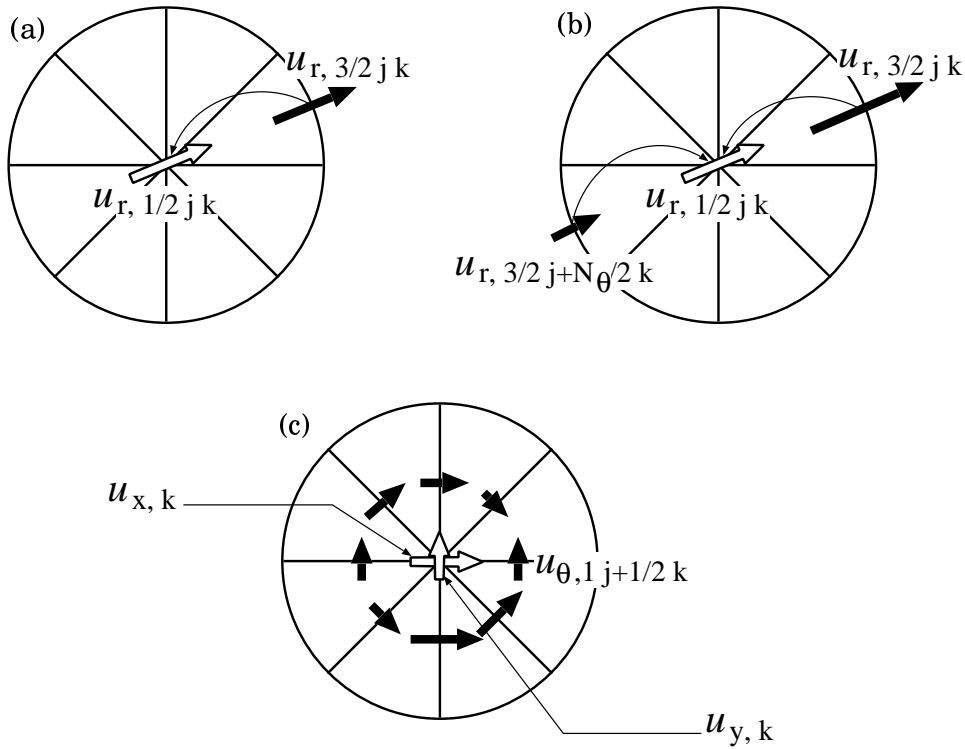 (a)
u r, 3/2 j k
u r, 1/2 j k
(b)
u r, 3/2 j k
u r, 1/2 j k
u r, 3/2 j+Nθ/2 k
(c)
u x, k
u θ,1 j+1/2 k
u y, k